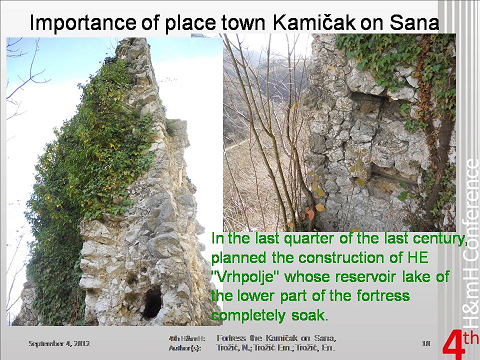 Importance of place town Kamičak on Sana
In the last quarter of the last century,
planned the construction of HE
"Vrhpolje" whose reservoir lake of
the lower part of the fortress
completely soak.
September 4, 2012
4th H&mH:
Author(s):
Fortress the Kamičak on Sana,
Trožić, N.; Trožić Em.; Trožić, En.
18
4th
H&mH Conference